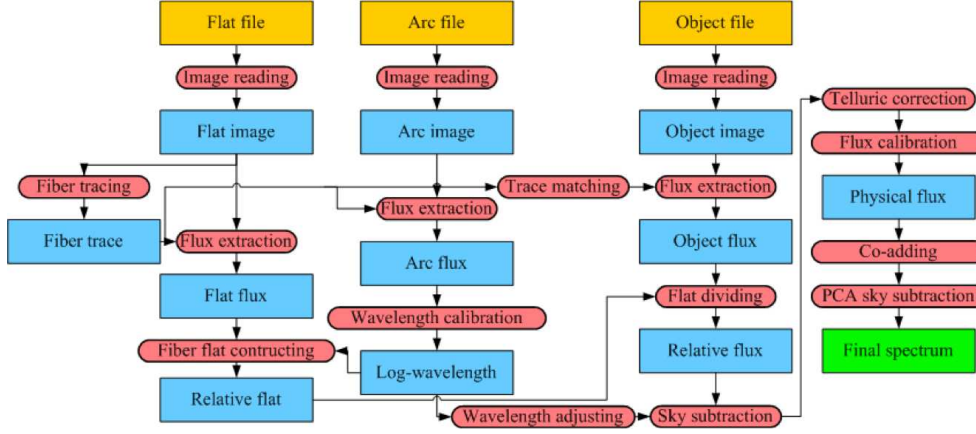 Flat file
Arc file
Object file
Image reading
Image reading
Image reading
Telluric correction
Flat image
Arc image
Object image
Flux calibration
Fiber tracing
Trace matching
Flux extraction
Physical flux
Flux extraction
Fiber trace
Flux extraction
Object flux
Co-adding
Arc flux
Flat flux
Flat dividing
PCA sky subtraction
Wavelength calibration
Fiber flat contructing
Relative flux
Final spectrum
Log-wavelength
Relative flat
Wavelength adjusting
Sky subtraction